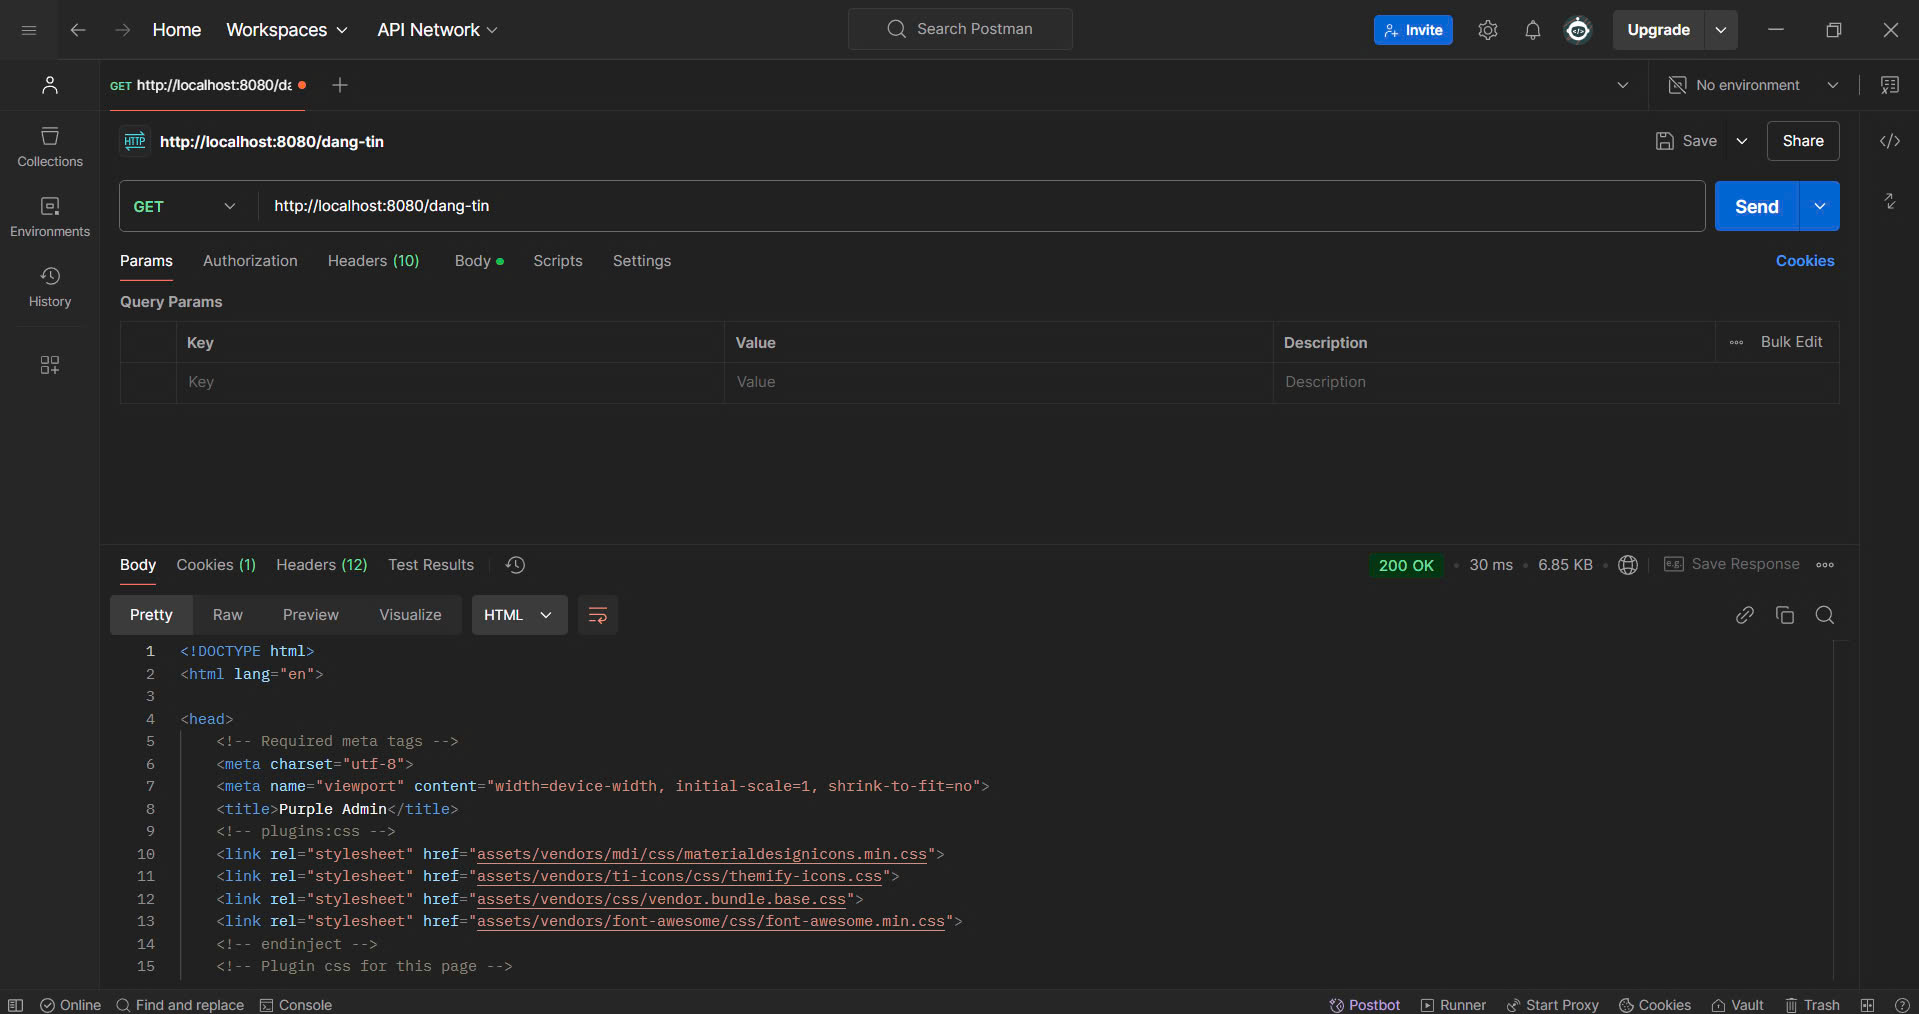 Home Workspaces API Network Search Postman Invite Upgrade
GET http://localhost:8080/da No environment
HTTP http://localhost:8080/dang-tin Save Share
Collections
GET http://localhost:8080/dang-tin Send
Environments
Params Authorization Headers (10) Body Scripts Settings Cookies
History
Query Params
Key Value Description Bulk Edit
Key Value Description
Body Cookies (1) Headers (12) Test Results 200 OK 30 ms 6.85 KB e.g. Save Response
Pretty Raw Preview Visualize HTML
1 <!DOCTYPE html>
2 <html lang="en">
3
4 <head>
5 <!-- Required meta tags -->
6 <meta charset="utf-8">
7 <meta name="viewport" content="width=device-width, initial-scale=1, shrink-to-fit=no">
8 <title>Purple Admin</title>
9 <!-- plugins:css -->
10 <link rel="stylesheet" href="assets/vendors/mdi/css/materialdesignicons.min.css">
11 <link rel="stylesheet" href="assets/vendors/ti-icons/css/themify-icons.css">
12 <link rel="stylesheet" href="assets/vendors/css/vendor.bundle.base.css">
13 <link rel="stylesheet" href="assets/vendors/font-awesome/css/font-awesome.min.css">
14 <!-- endinject -->
15 <!-- Plugin css for this page -->
Online Find and replace Console Postbot Runner Start Proxy Cookies Vault Trash